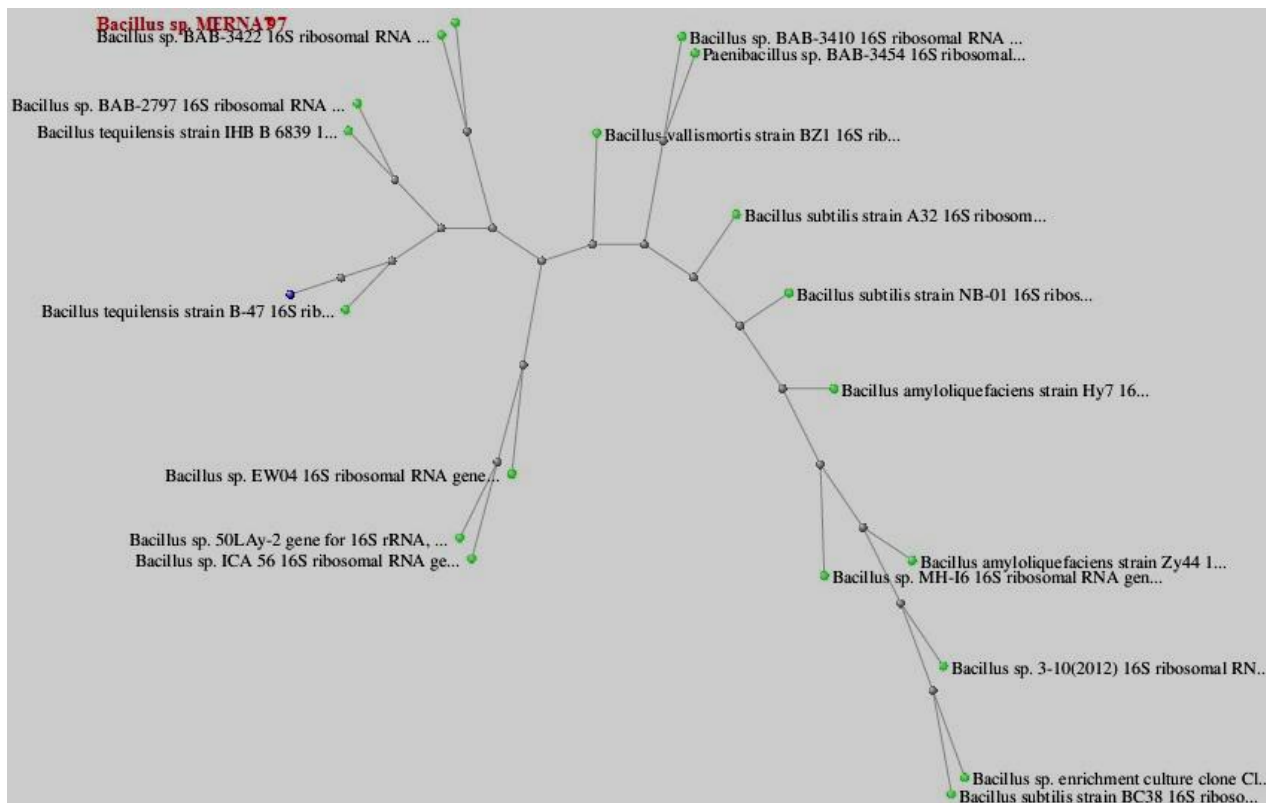 Bacillus sp. MERNA 97
Bacillus sp. BAB-3422 16S ribosomal RNA ...
Bacillus sp. BAB-3410 16S ribosomal RNA ...
Paenibacillus sp. BAB-3454 16S ribosomal...
Bacillus sp. BAB-2797 16S ribosomal RNA ...
Bacillus tequilensis strain IHB B 6839 1...
Bacillus vallismortis strain BZ1 16S rib...
Bacillus subtilis strain A32 16S ribosom...
Bacillus subtilis strain NB-01 16S ribos...
Bacillus tequilensis strain B-47 16S rib...
Bacillus amyloliquefaciens strain Hy7 16...
Bacillus sp. EW04 16S ribosomal RNA gene...
Bacillus sp. 50LAy-2 gene for 16S rRNA, ...
Bacillus sp. ICA 56 16S ribosomal RNA ge...
Bacillus amyloliquefaciens strain Zy44 1...
Bacillus sp. MH-I6 16S ribosomal RNA gen...
Bacillus sp. 3-10(2012) 16S ribosomal RN...
Bacillus sp. enrichment culture clone Cl...
Bacillus subtilis strain BC38 16S riboso...